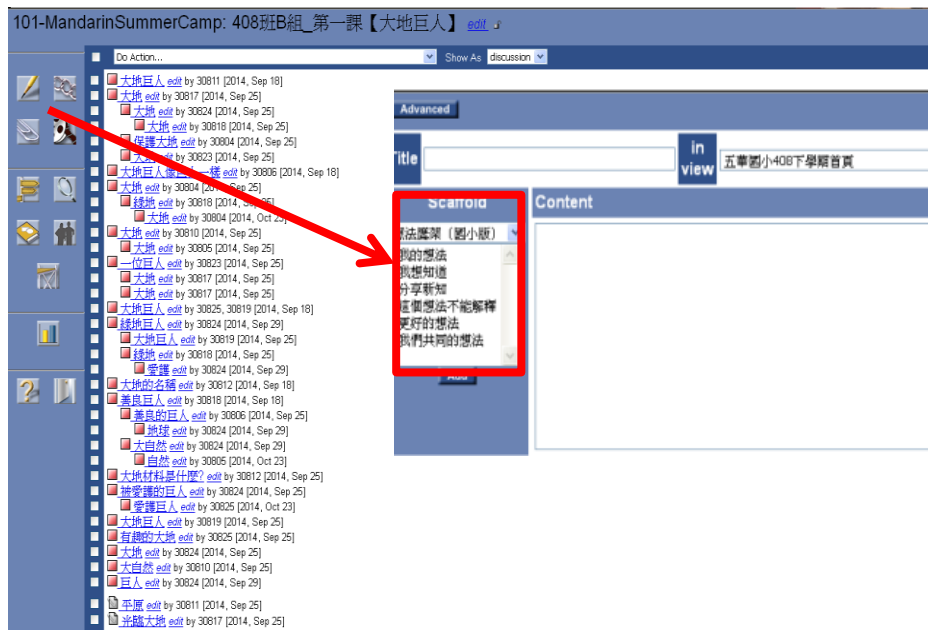 101-MandarinSummerCamp: 408班B組_第一課【大地巨人】 edit
Do Action... Show As discussion
大地巨人 edit by 30811 [2014, Sep 18]
大地 edit by 30817 [2014, Sep 25]
大地 edit by 30824 [2014, Sep 25]
大地 edit by 30818 [2014, Sep 25]
保護大地 edit by 30804 [2014, Sep 25]
edit by 30823 [2014, Sep 25]
大地巨人像 一樣 edit by 30806 [2014, Sep 18]
大地 edit by 30804 [2014, Sep 25]
綠地 edit by 30818 [2014, Sep 25]
大地 edit by 30804 [2014, Oct 23]
大地 edit by 30810 [2014, Sep 25]
大地 edit by 30805 [2014, Sep 25]
一位巨人 edit by 30823 [2014, Sep 25]
大地 edit by 30817 [2014, Sep 25]
大地 edit by 30817 [2014, Sep 25]
大地巨人 edit by 30825, 30819 [2014, Sep 18]
綠地巨人 edit by 30824 [2014, Sep 29]
大地巨人 edit by 30819 [2014, Sep 25]
綠地 edit by 30818 [2014, Sep 25]
愛護 edit by 30824 [2014, Sep 29]
大地的名稱 edit by 30812 [2014, Sep 18]
善良巨人 edit by 30818 [2014, Sep 18]
善良的巨人 edit by 30806 [2014, Sep 25]
地球 edit by 30824 [2014, Sep 29]
大自然 edit by 30824 [2014, Sep 29]
自然 edit by 30805 [2014, Oct 23]
大地材料是什麼? edit by 30812 [2014, Sep 25]
被愛護的巨人 edit by 30824 [2014, Sep 25]
愛護巨人 edit by 30825 [2014, Oct 23]
大地巨人 edit by 30819 [2014, Sep 25]
有趣的大地 edit by 30825 [2014, Sep 25]
大地 edit by 30824 [2014, Sep 25]
大自然 edit by 30810 [2014, Sep 25]
巨人 edit by 30824 [2014, Sep 29]
平原 edit by 30811 [2014, Sep 25]
光臨大地 edit by 30817 [2014, Sep 25]
Advanced
Title in view 五華國小408下學期首頁
Scaffold Content
想法鷹架（國小版）
我的想法
我想知道
分享新知
這個想法不能解釋
更好的想法
我們共同的想法
Add